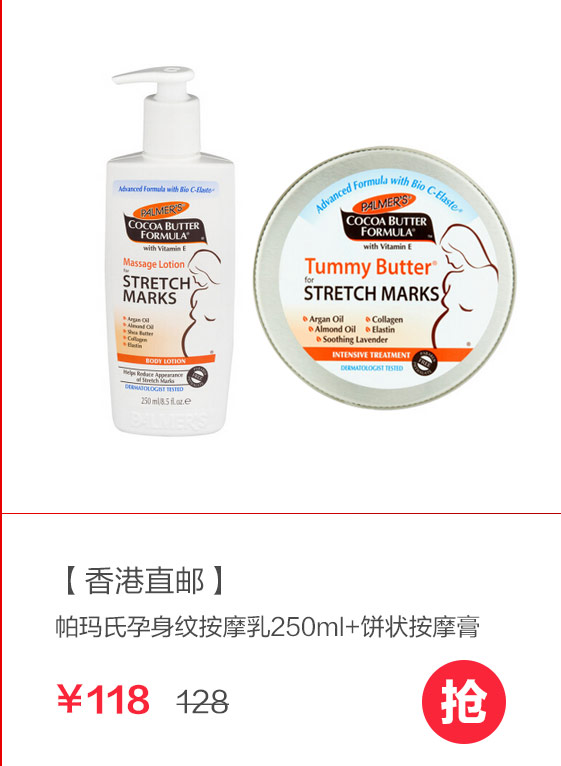 Advanced Formula with Bio C-Elaste®
PALMER'S®
COCOA BUTTER
FORMULA®
with Vitamin E
Massage Lotion
for
STRETCH
MARKS
Argan Oil
Almond Oil
Shea Butter
Collagen
Elastin
BODY LOTION
Helps Reduce Appearance
of Stretch Marks
DERMATOLOGIST TESTED
250 ml/8.5 fl. oz. e
PALMER'S
Advanced Formula with Bio C-Elaste®
PALMER'S®
COCOA BUTTER
FORMULA®
with Vitamin E
Tummy Butter®
for
STRETCH MARKS
Argan Oil Collagen
Almond Oil Elastin
Soothing Lavender
INTENSIVE TREATMENT
DERMATOLOGIST TESTED
【香港直邮】
帕玛氏孕身纹按摩乳250ml+饼状按摩膏
¥118 128
抢